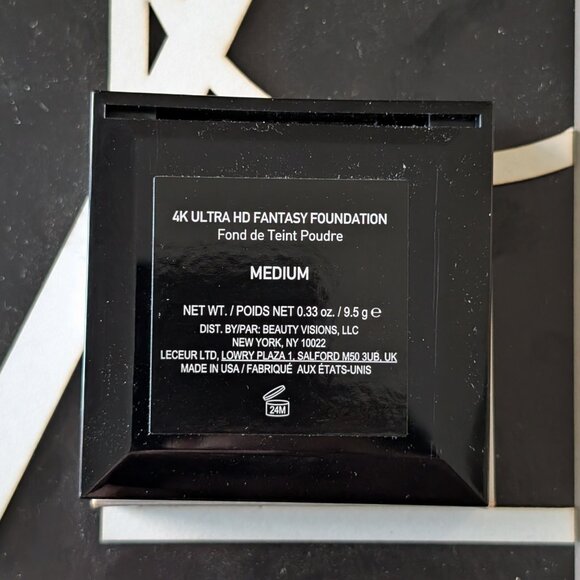 4K ULTRA HD FANTASY FOUNDATION
Fond de Teint Poudre
MEDIUM
NET WT. / POIDS NET 0.33 oz. / 9.5 g ℮
DIST. BY/PAR: BEAUTY VISIONS, LLC
NEW YORK, NY 10022
LECEUR LTD, LOWRY PLAZA 1, SALFORD M50 3UB, UK
MADE IN USA / FABRIQUÉ AUX ÉTATS-UNIS
24M